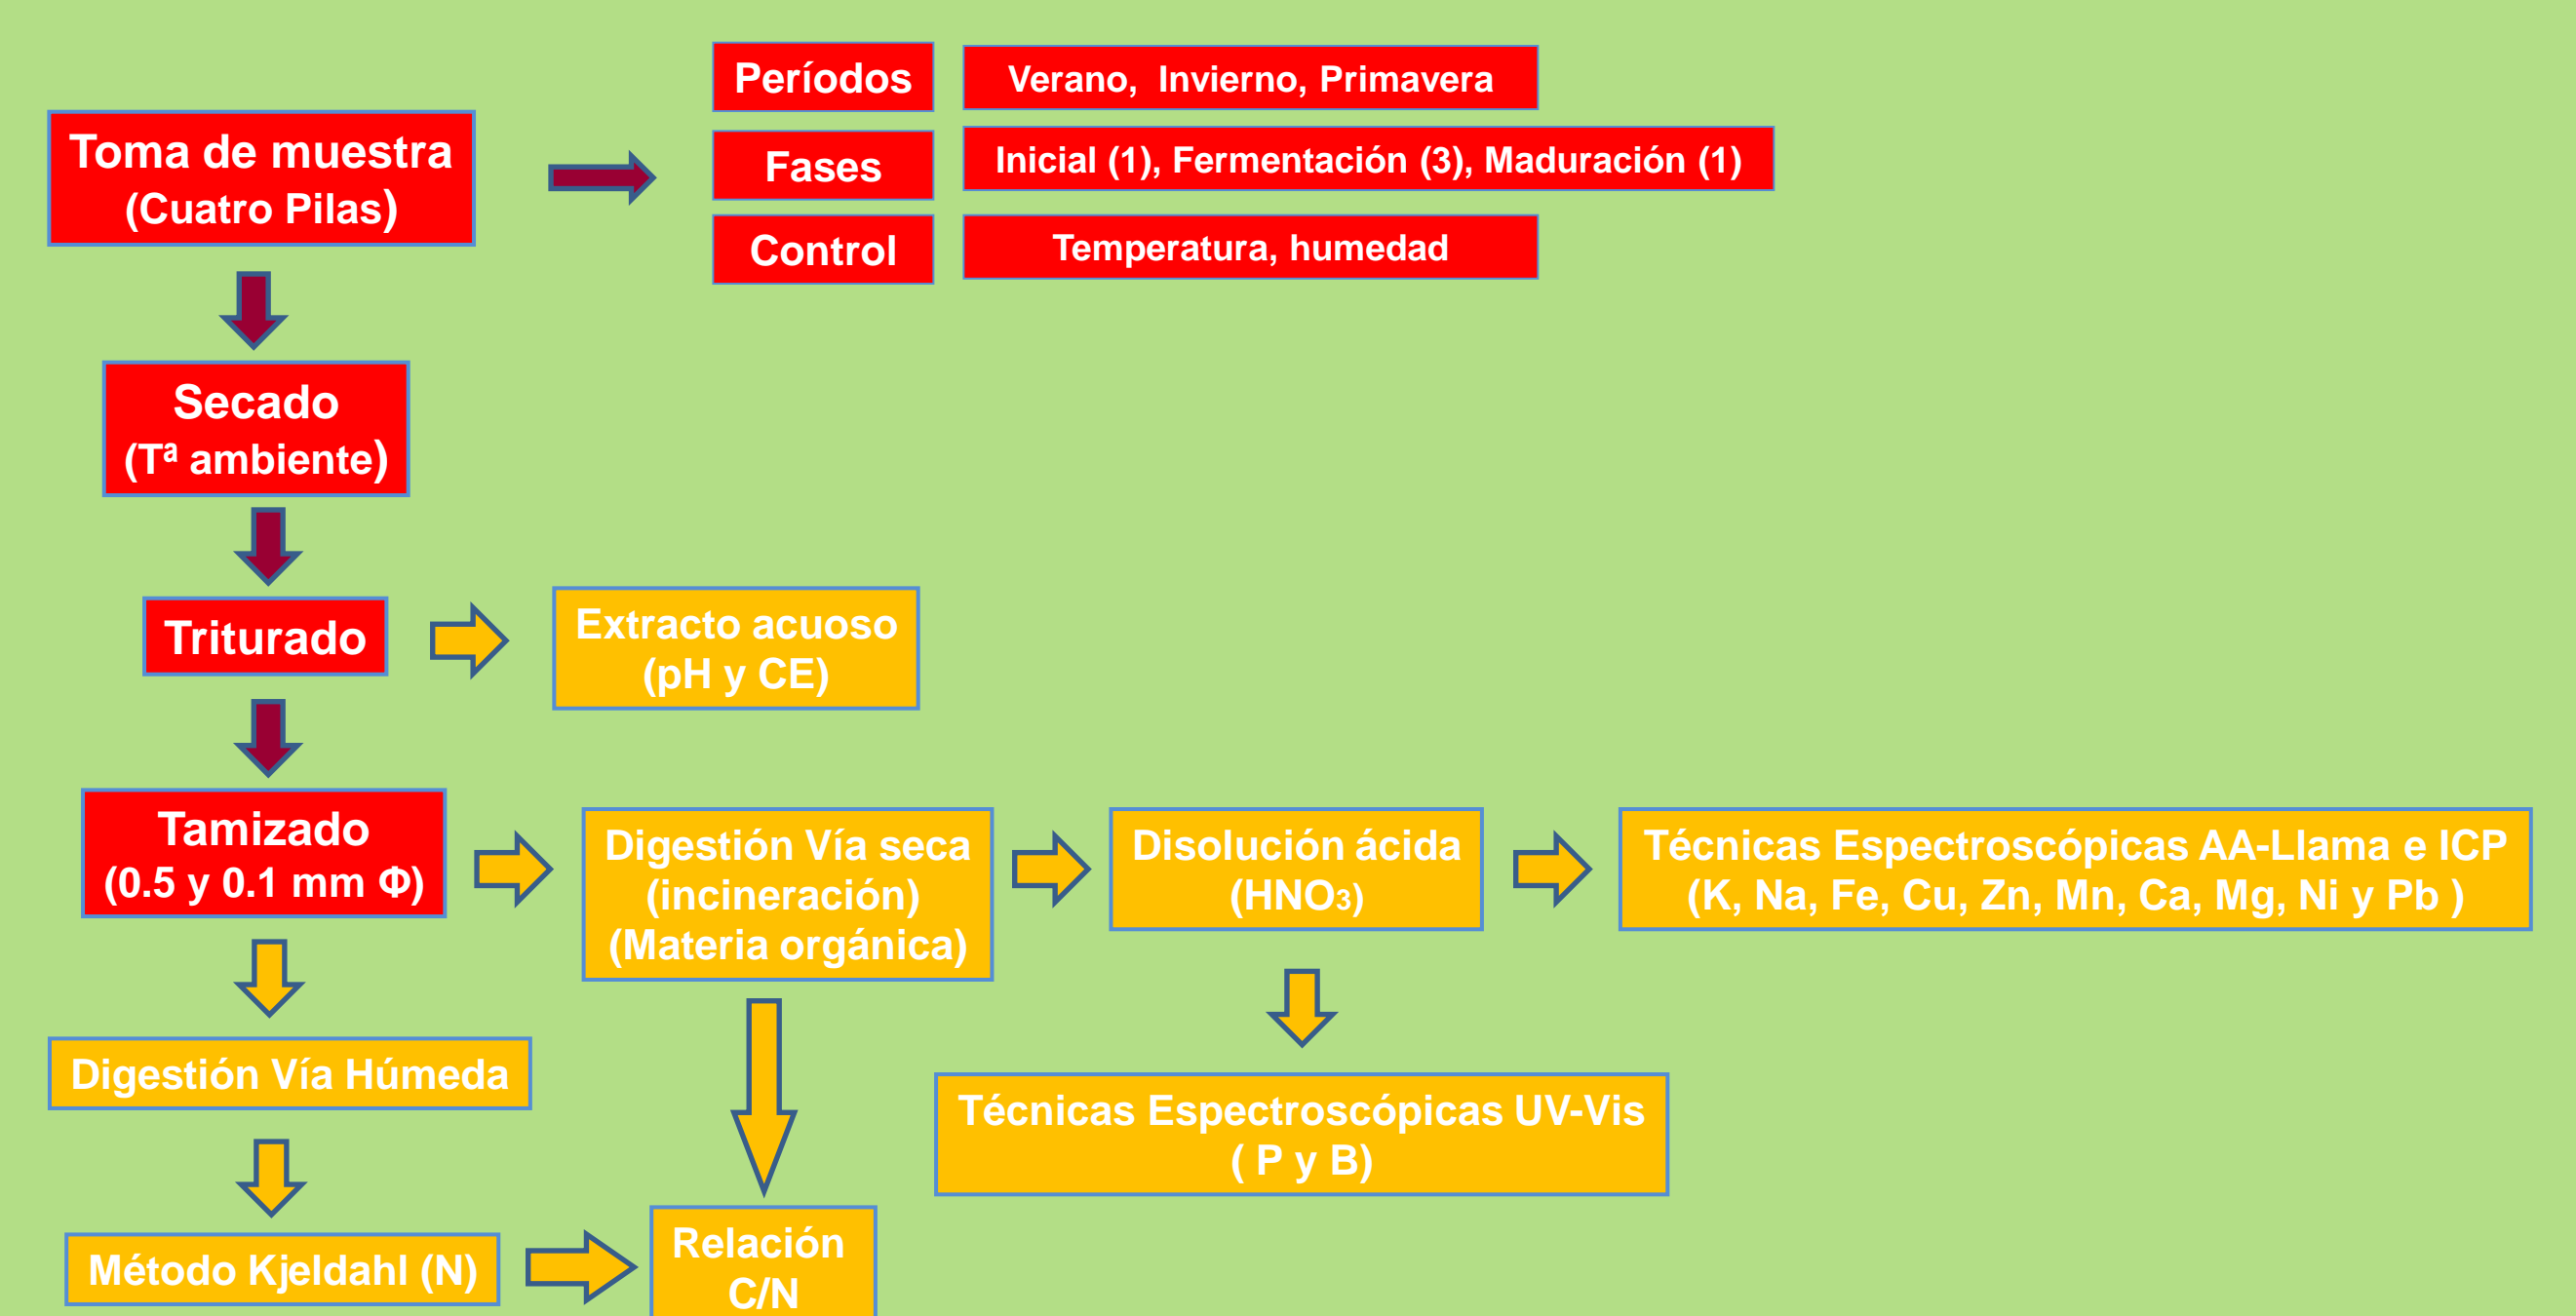 Períodos
Verano, Invierno, Primavera
Toma de muestra
(Cuatro Pilas)
Fases
Inicial (1), Fermentación (3), Maduración (1)
Control
Temperatura, humedad
Secado
(Tª ambiente)
Triturado
Extracto acuoso
(pH y CE)
Tamizado
(0.5 y 0.1 mm Φ)
Digestión Vía seca
(incineración)
(Materia orgánica)
Disolución ácida
(HNO3)
Técnicas Espectroscópicas AA-Llama e ICP
(K, Na, Fe, Cu, Zn, Mn, Ca, Mg, Ni y Pb )
Digestión Vía Húmeda
Técnicas Espectroscópicas UV-Vis
( P y B)
Método Kjeldahl (N)
Relación
C/N